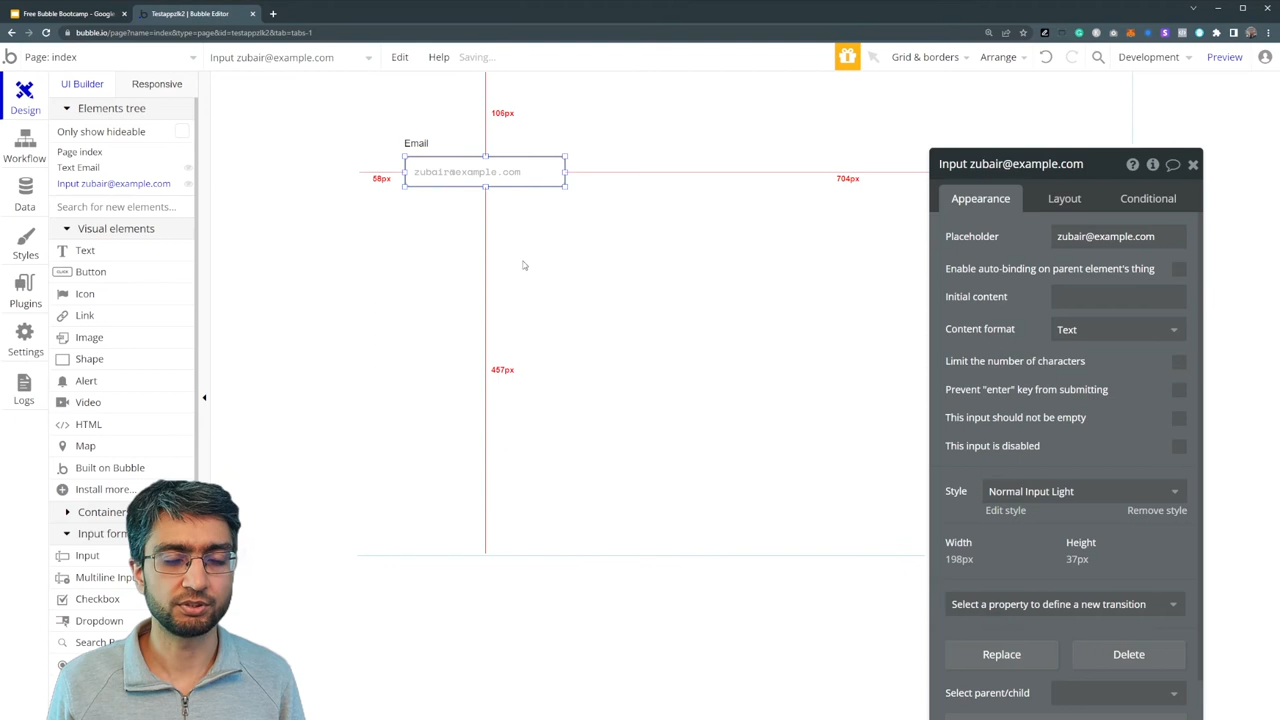 Free Bubble Bootcamp - Google
Testappzlk2 | Bubble Editor
bubble.io/page?name=index&type=page&id=testappzlk2&tab=tabs-1
Page: index
Input zubair@example.com
Edit
Help
Saving...
Grid & borders
Arrange
Development
Preview
Design
Workflow
Data
Styles
Plugins
Settings
Logs
UI Builder
Responsive
Elements tree
Only show hideable
Page index
Text Email
Input zubair@example.com
Search for new elements...
Visual elements
Text
CLICK
Button
Icon
Link
Image
Shape
Alert
Video
HTML
Map
Built on Bubble
Install more...
Container
Input form
Input
Multiline Inp
Checkbox
Dropdown
Search B
106px
Email
zubair@example.com
58px
704px
457px
Input zubair@example.com
Appearance
Layout
Conditional
Placeholder
zubair@example.com
Enable auto-binding on parent element's thing
Initial content
Content format
Text
Limit the number of characters
Prevent "enter" key from submitting
This input should not be empty
This input is disabled
Style
Normal Input Light
Edit style
Remove style
Width
Height
198px
37px
Select a property to define a new transition
Replace
Delete
Select parent/child